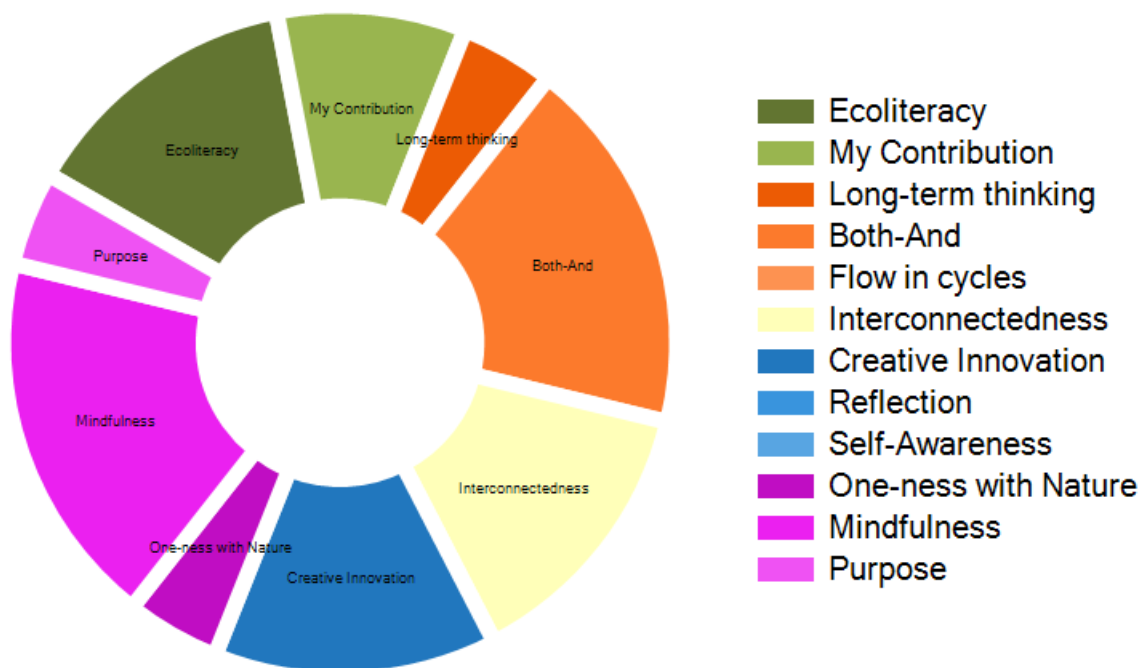 My Contribution
Long-term thinking
Ecoliteracy
Purpose
Both-And
Mindfulness
Interconnectedness
One-ness with Nature
Creative Innovation
Ecoliteracy
My Contribution
Long-term thinking
Both-And
Flow in cycles
Interconnectedness
Creative Innovation
Reflection
Self-Awareness
One-ness with Nature
Mindfulness
Purpose